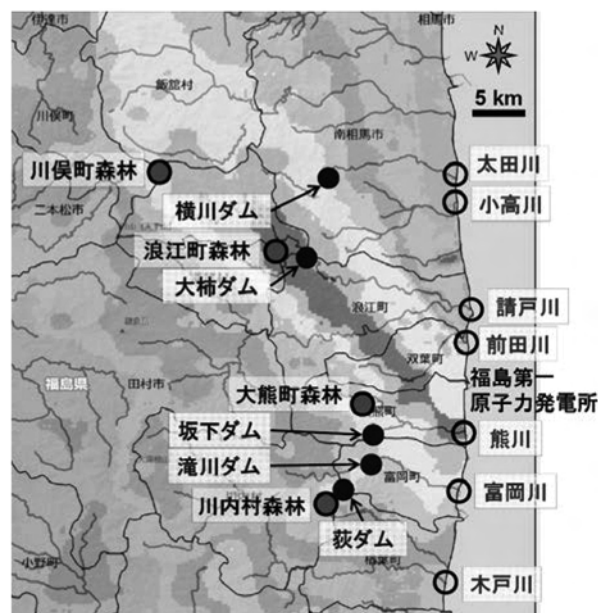 伊達市
相馬市
N
W
5 km
飯舘村
川俣町
南相馬市
川俣町森林
太田川
二本松市
横川ダム
小高川
浪江町森林
大柿ダム
浪江町
請戸川
双葉町
前田川
福島県
田村市
大熊町森林
福島第一
原子力発電所
坂下ダム
熊川
滝川ダム
富岡町
富岡川
川内村森林
荻ダム
楢葉町
小野町
木戸川